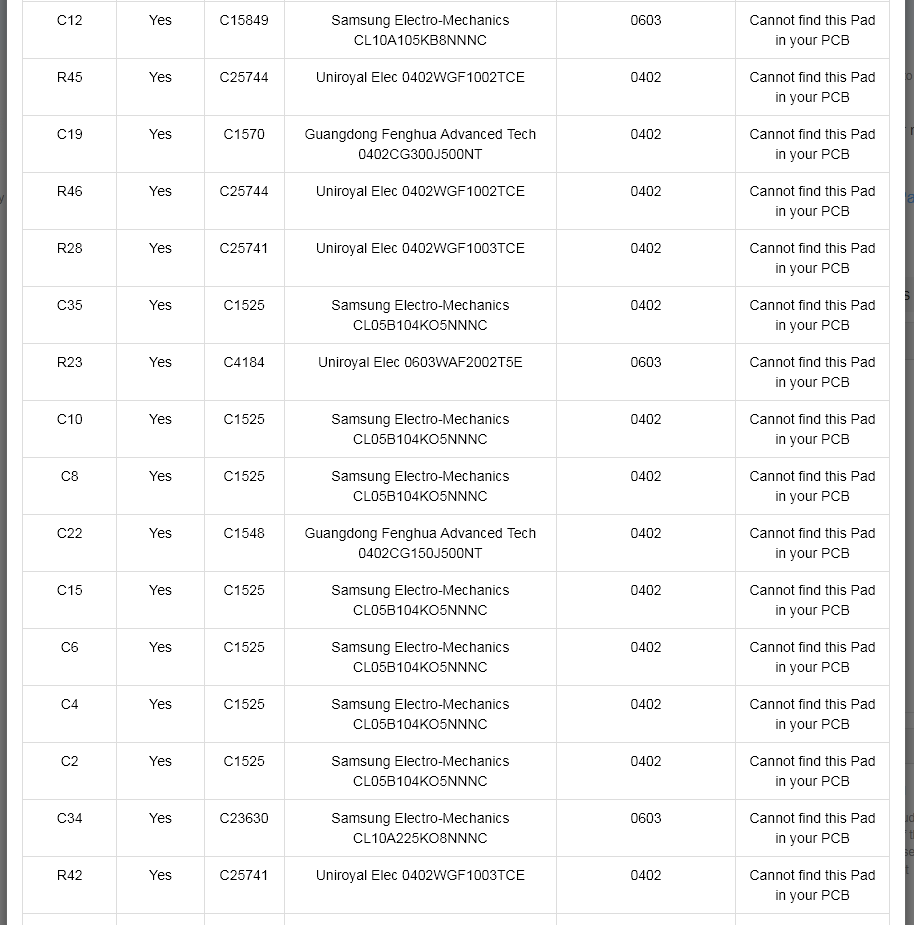 C12 Yes C15849 Samsung Electro-Mechanics 0603 Cannot find this Pad
CL10A105KB8NNNC in your PCB
R45 Yes C25744 Uniroyal Elec 0402WGF1002TCE 0402 Cannot find this Pad
in your PCB
C19 Yes C1570 Guangdong Fenghua Advanced Tech 0402 Cannot find this Pad
0402CG300J500NT in your PCB
R46 Yes C25744 Uniroyal Elec 0402WGF1002TCE 0402 Cannot find this Pad
in your PCB
R28 Yes C25741 Uniroyal Elec 0402WGF1003TCE 0402 Cannot find this Pad
in your PCB
C35 Yes C1525 Samsung Electro-Mechanics 0402 Cannot find this Pad
CL05B104KO5NNNC in your PCB
R23 Yes C4184 Uniroyal Elec 0603WAF2002T5E 0603 Cannot find this Pad
in your PCB
C10 Yes C1525 Samsung Electro-Mechanics 0402 Cannot find this Pad
CL05B104KO5NNNC in your PCB
C8 Yes C1525 Samsung Electro-Mechanics 0402 Cannot find this Pad
CL05B104KO5NNNC in your PCB
C22 Yes C1548 Guangdong Fenghua Advanced Tech 0402 Cannot find this Pad
0402CG150J500NT in your PCB
C15 Yes C1525 Samsung Electro-Mechanics 0402 Cannot find this Pad
CL05B104KO5NNNC in your PCB
C6 Yes C1525 Samsung Electro-Mechanics 0402 Cannot find this Pad
CL05B104KO5NNNC in your PCB
C4 Yes C1525 Samsung Electro-Mechanics 0402 Cannot find this Pad
CL05B104KO5NNNC in your PCB
C2 Yes C1525 Samsung Electro-Mechanics 0402 Cannot find this Pad
CL05B104KO5NNNC in your PCB
C34 Yes C23630 Samsung Electro-Mechanics 0603 Cannot find this Pad
CL10A225KO8NNNC in your PCB
R42 Yes C25741 Uniroyal Elec 0402WGF1003TCE 0402 Cannot find this Pad
in your PCB